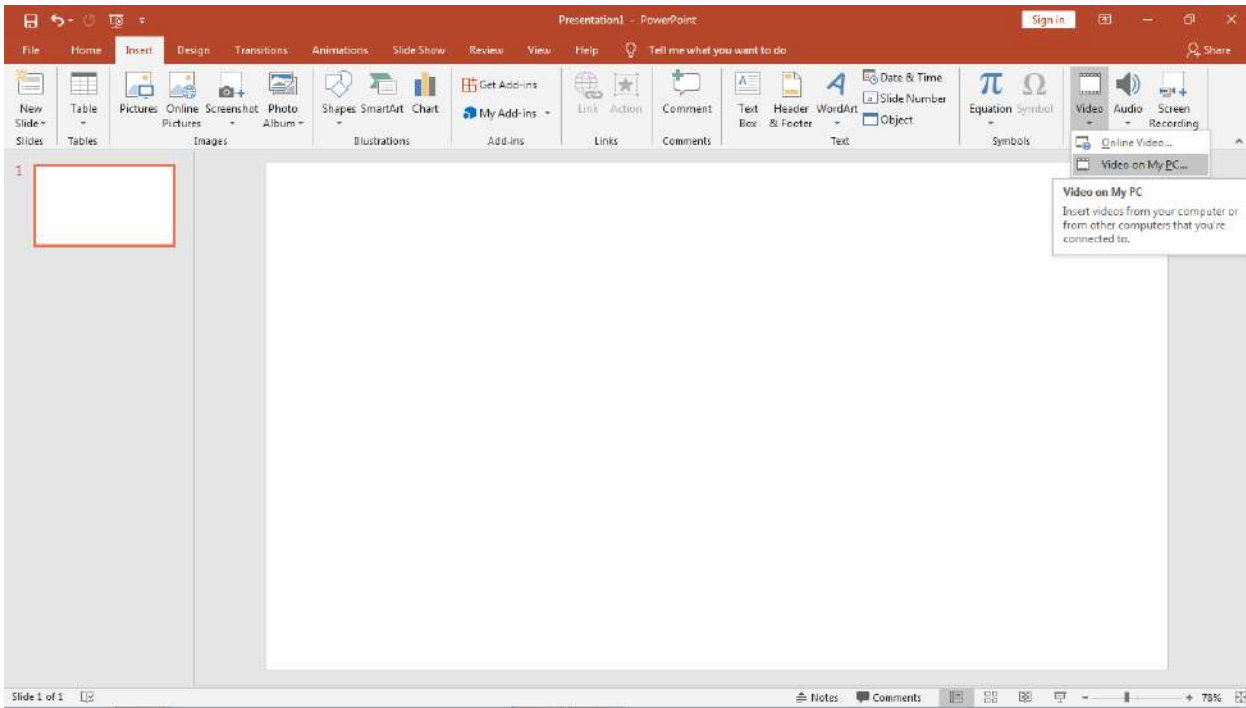 Presentation1 - PowerPoint
Sign in
File Home Insert Design Transitions Animations Slide Show Review View Help Tell me what you want to do
Share
New Slide
Table
Pictures
Online Pictures
Screenshot
Photo Album
Shapes
SmartArt
Chart
Get Add-ins
My Add-ins
Link
Action
Comment
Text Box
Header & Footer
WordArt
Date & Time
Slide Number
Object
Equation
Symbol
Video
Audio
Screen Recording
Slides
Tables
Images
Illustrations
Add-ins
Links
Comments
Text
Symbols
Online Video...
Video on My PC...
Video on My PC
Insert videos from your computer or
from other computers that you're
connected to.
1
Slide 1 of 1
Notes
Comments
78%